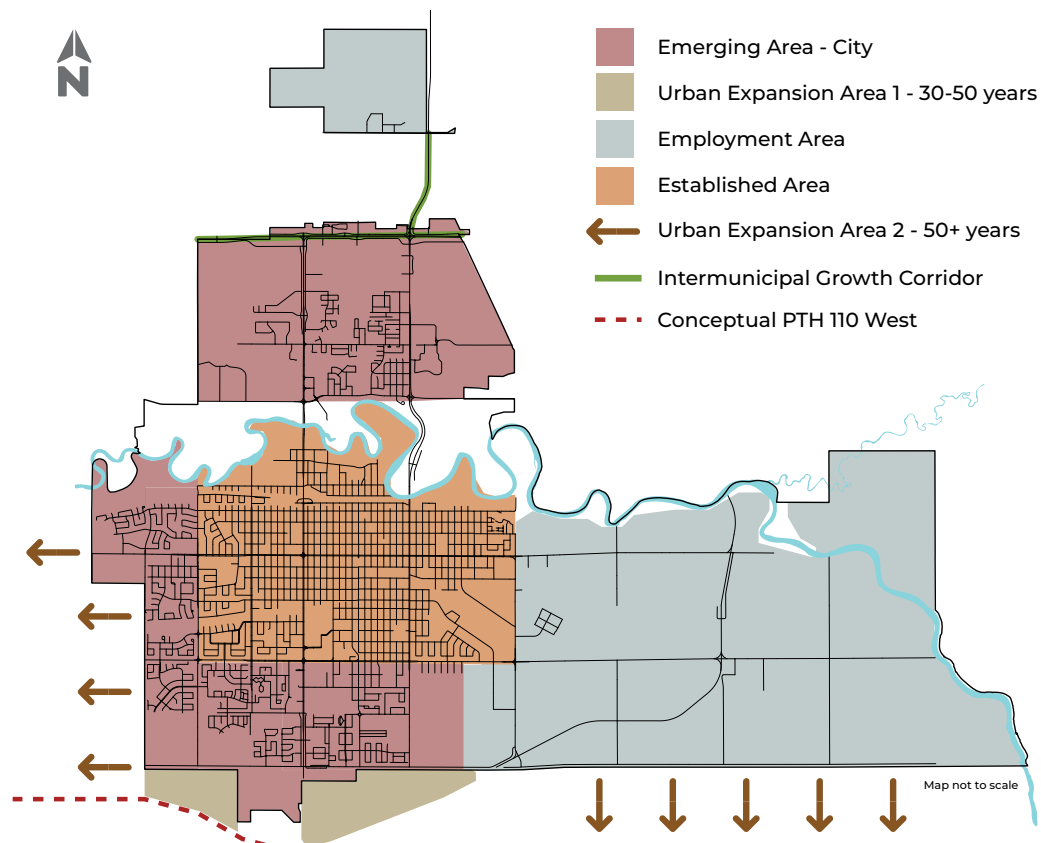 N
Emerging Area - City
Urban Expansion Area 1 - 30-50 years
Employment Area
Established Area
Urban Expansion Area 2 - 50+ years
Intermunicipal Growth Corridor
Conceptual PTH 110 West
Map not to scale